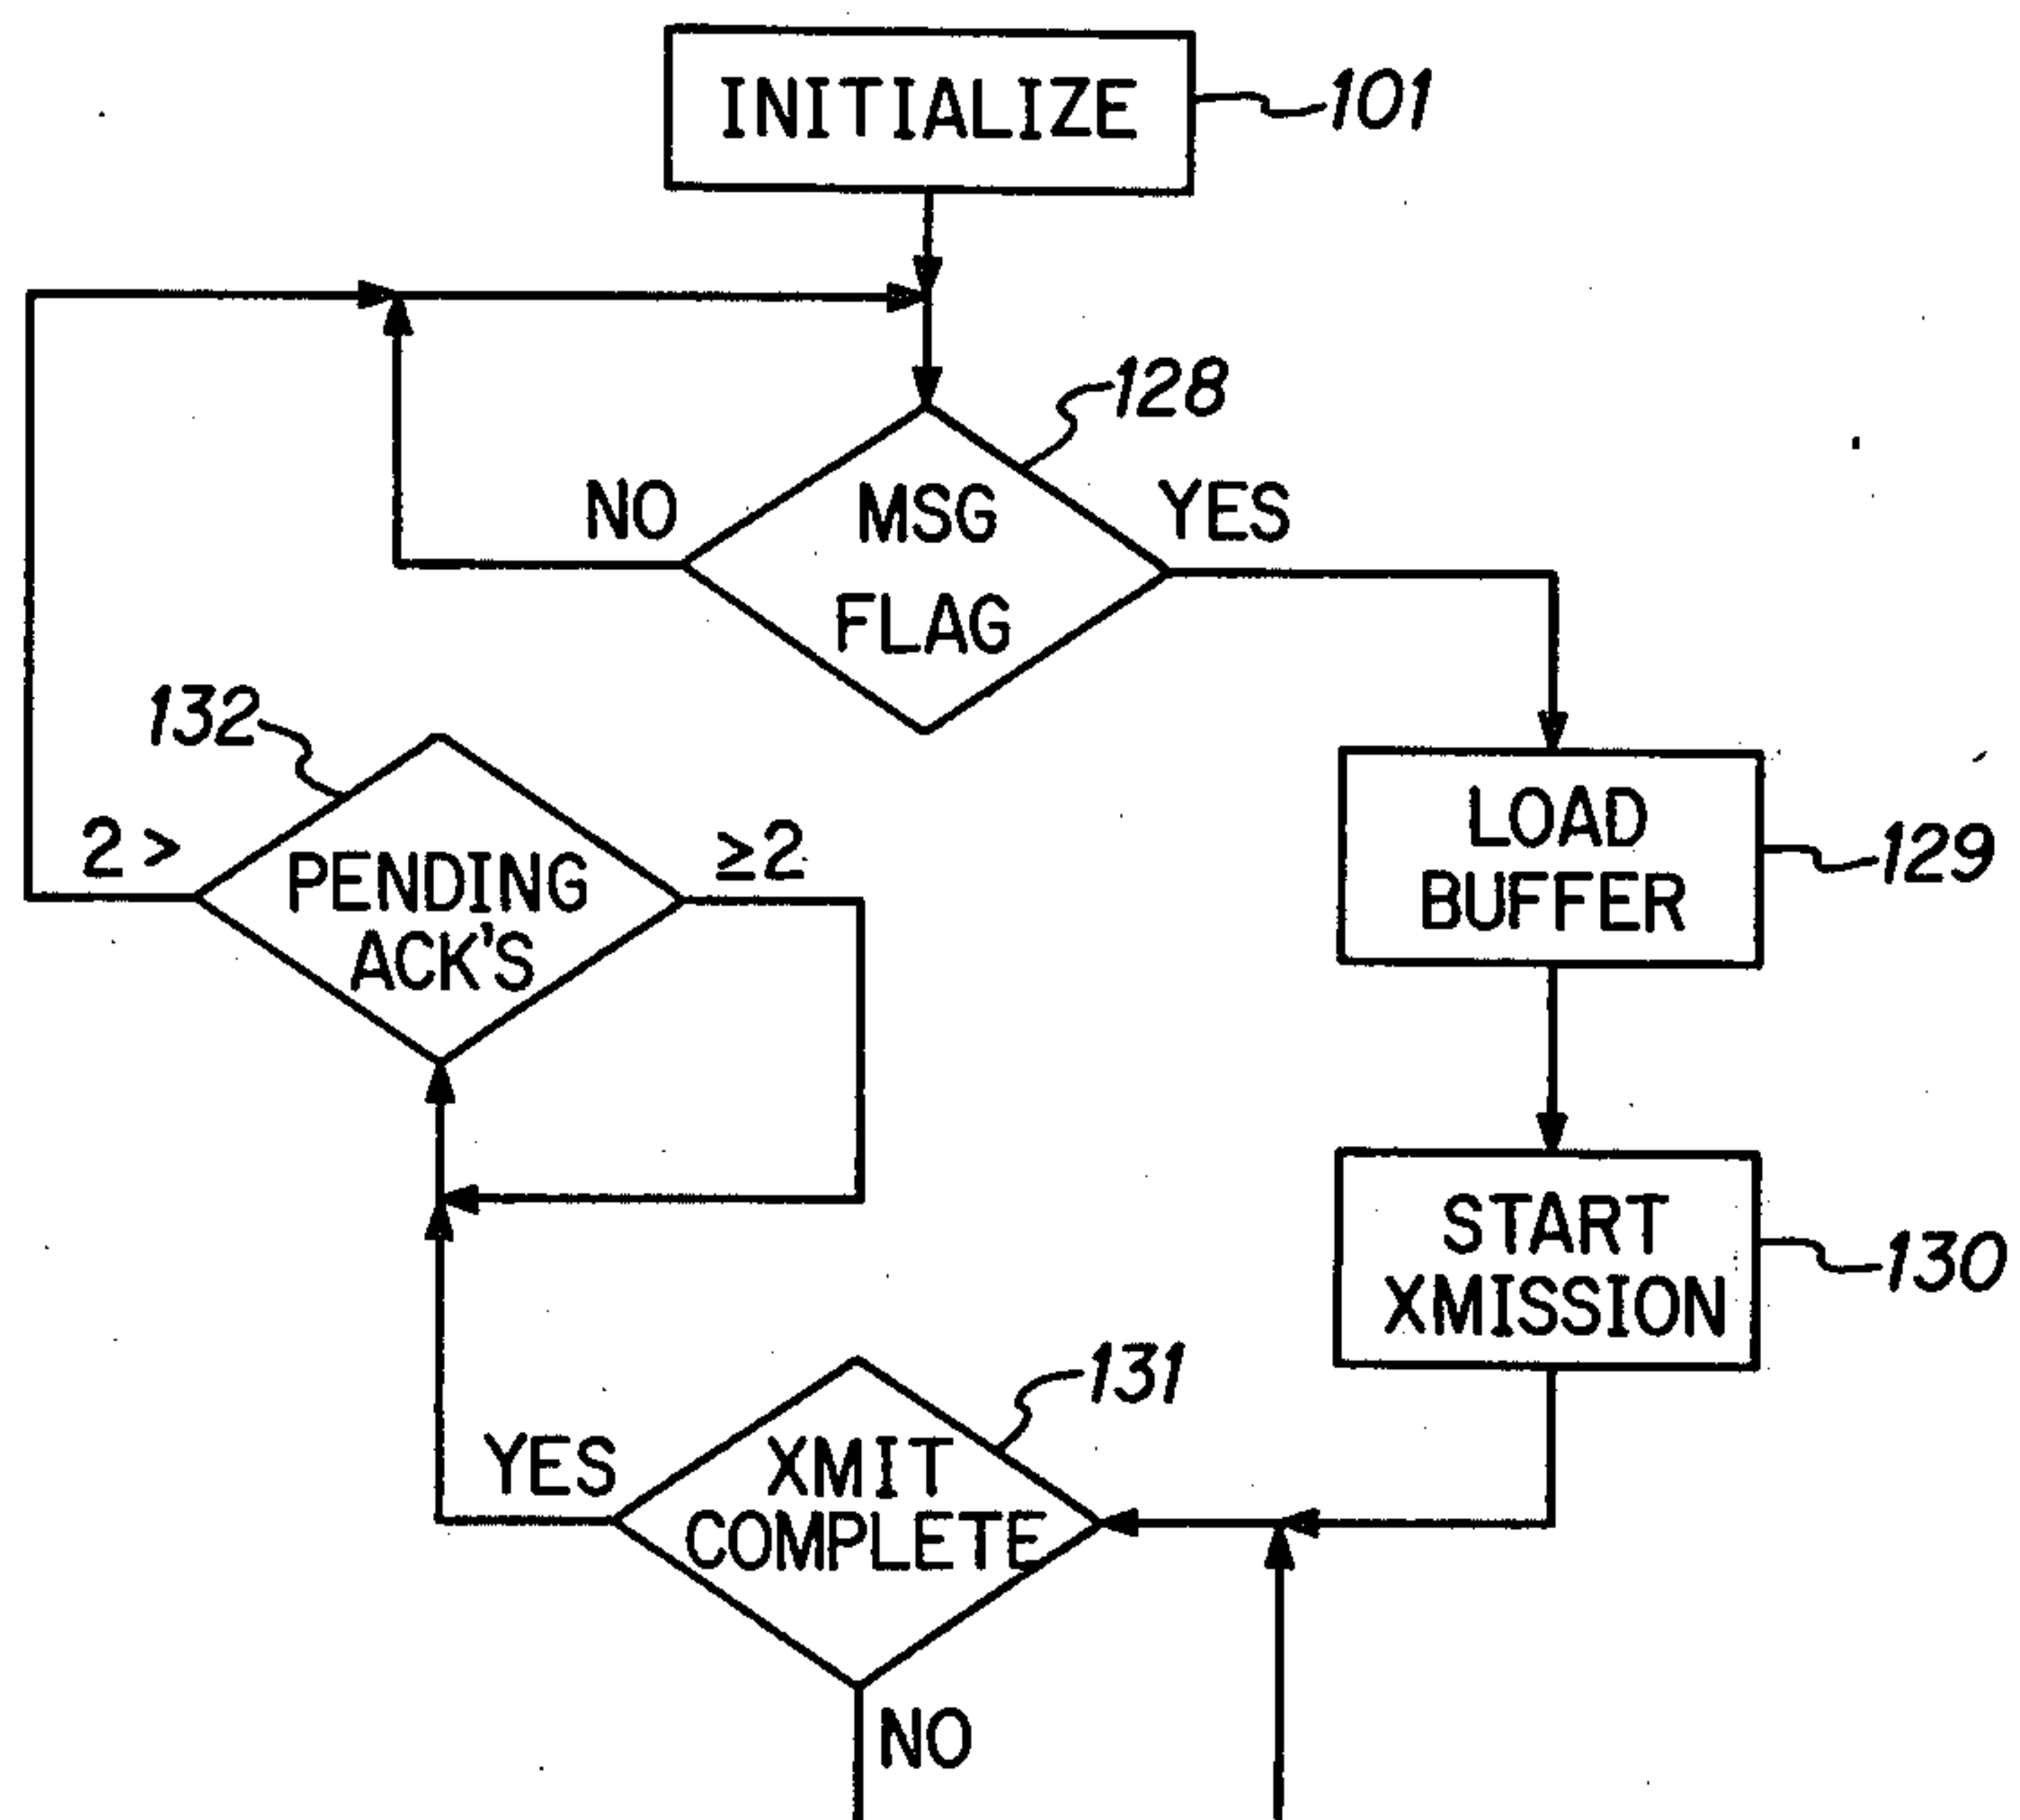 INITIALIZE
101
128
NO
MSG
FLAG
YES
132
2 >
PENDING
ACK'S
≥2
LOAD
BUFFER
129
START
XMISSION
130
131
YES
XMIT
COMPLETE
NO